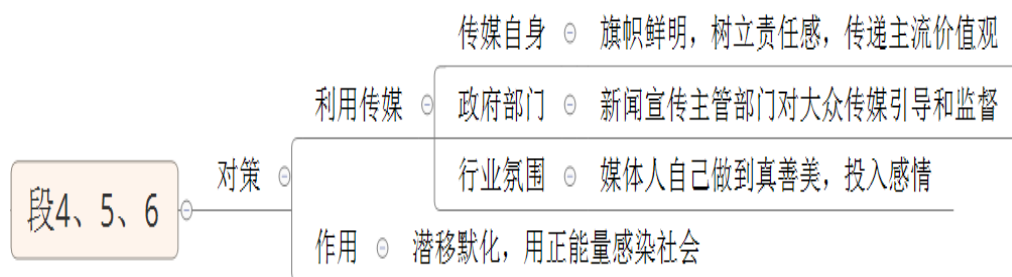 传媒自身 旗帜鲜明，树立责任感，传递主流价值观
利用传媒 政府部门 新闻宣传主管部门对大众传媒引导和监督
对策
行业氛围 媒体人自己做到真善美，投入感情
段4、5、6
作用 潜移默化，用正能量感染社会